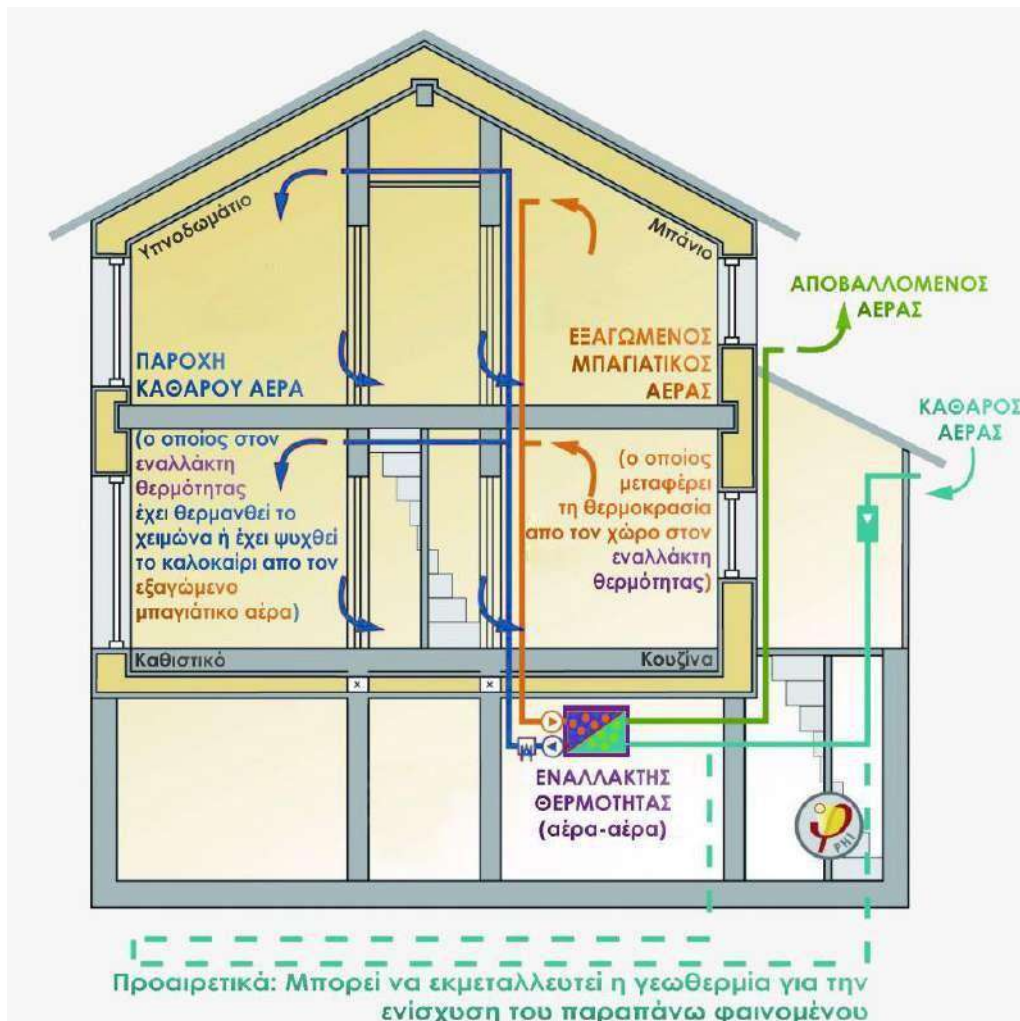 Υπνοδωμάτιο
Μπάνιο
ΑΠΟΒΑΛΛΟΜΕΝΟΣ
ΑΕΡΑΣ
ΠΑΡΟΧΗ
ΚΑΘΑΡΟΥ ΑΕΡΑ
ΕΞΑΓΩΜΕΝΟΣ
ΜΠΑΓΙΑΤΙΚΟΣ
ΑΕΡΑΣ
ΚΑΘΑΡΟΣ
ΑΕΡΑΣ
(ο οποίος στον
εναλλάκτη
θερμότητας
έχει θερμανθεί το
χειμώνα ή έχει ψυχθεί
το καλοκαίρι απο τον
εξαγώμενο
μπαγιάτικο αέρα)
(ο οποίος
μεταφέρει
τη θερμοκρασία
απο τον χώρο στον
εναλλάκτη
θερμότητας)
Καθιστικό
Κουζίνα
ΕΝΑΛΛΑΚΤΗΣ
ΘΕΡΜΟΤΗΤΑΣ
(αέρα-αέρα)
PHI
Προαιρετικά: Μπορεί να εκμεταλλευτεί η γεωθερμία για την
ενίσχυση του παραπάνω φαινομένου